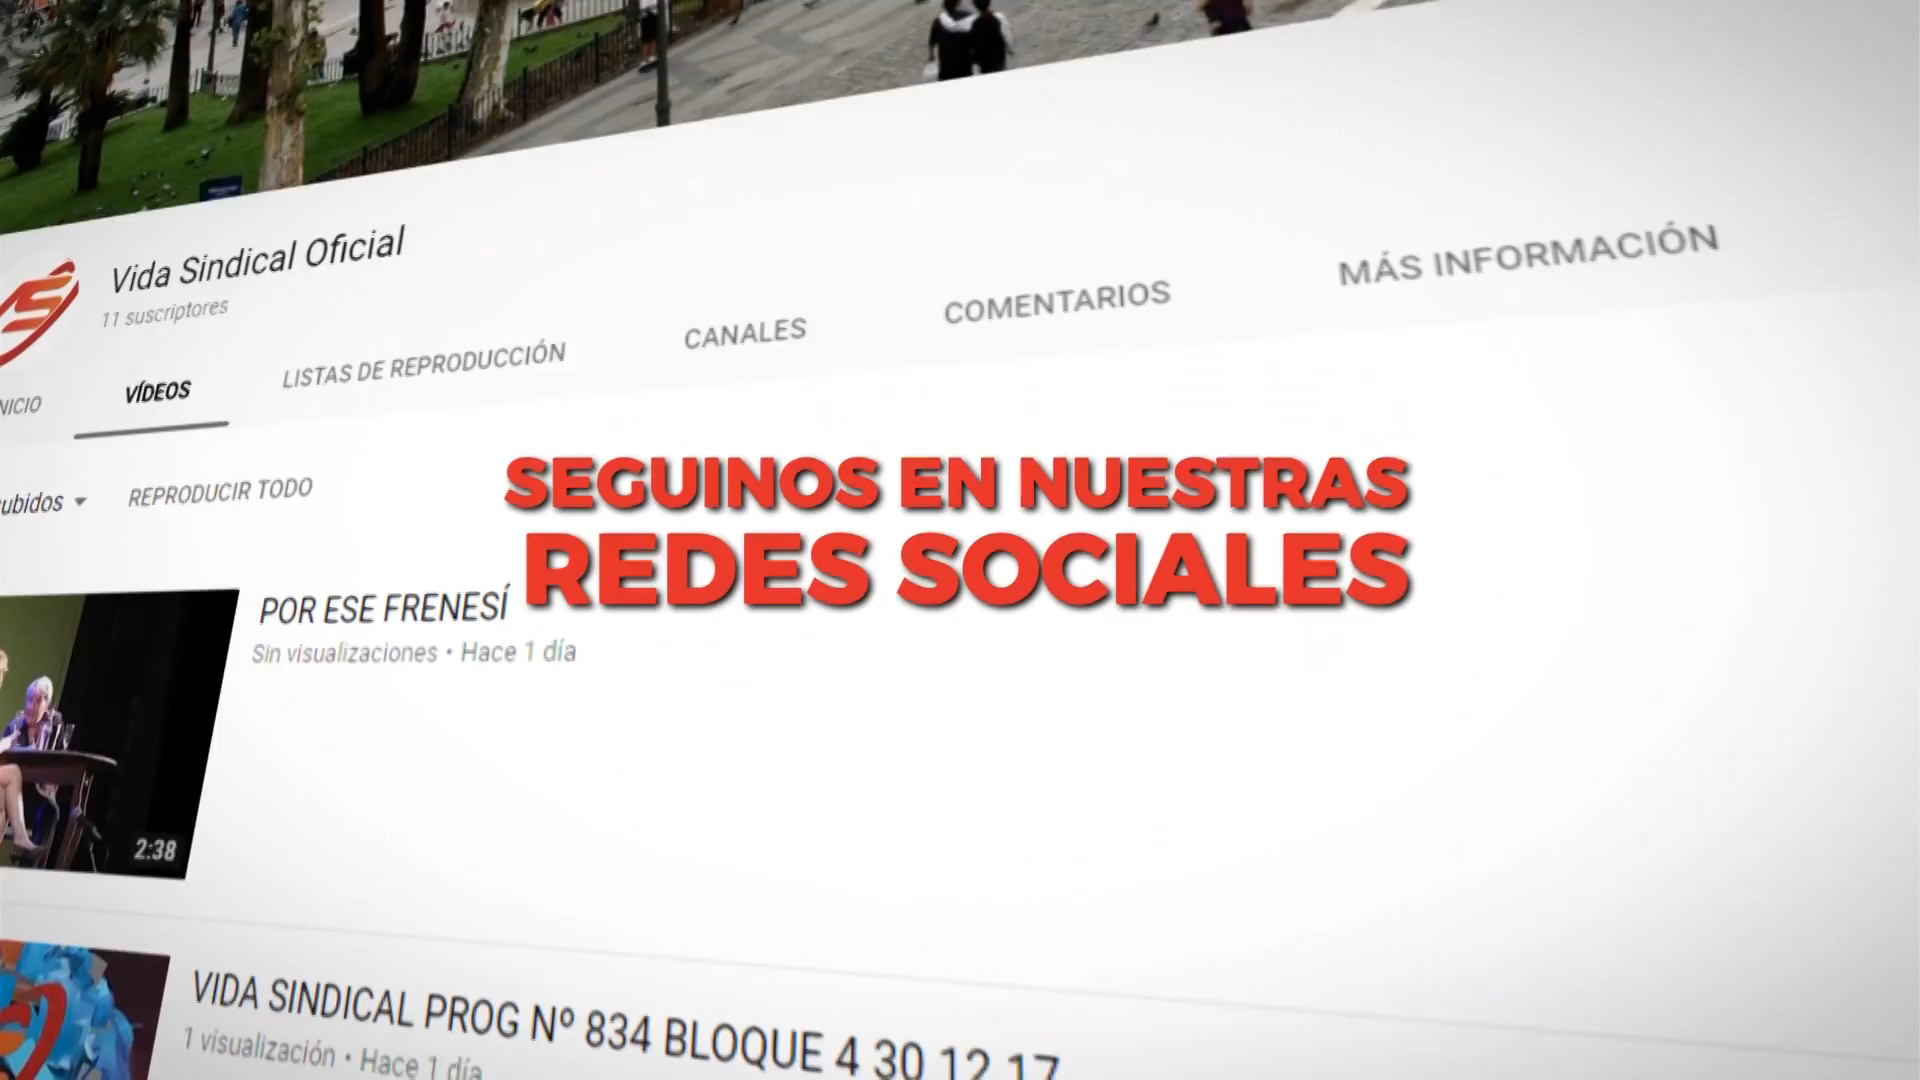 Vida Sindical Oficial
11 suscriptores
NICIO
VÍDEOS
LISTAS DE REPRODUCCIÓN
CANALES
COMENTARIOS
MÁS INFORMACIÓN
ubidos
REPRODUCIR TODO
SEGUINOS EN NUESTRAS
REDES SOCIALES
POR ESE FRENESÍ
Sin visualizaciones • Hace 1 día
2:38
VIDA SINDICAL PROG Nº 834 BLOQUE 4 30 12 17
1 visualización • Hace 1 día